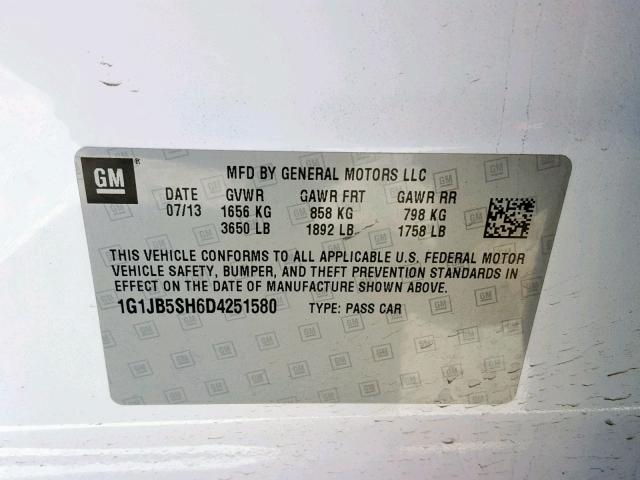 GM ® MFD BY GENERAL MOTORS LLC
DATE GVWR GAWR FRT GAWR RR
07/13 1656 KG 858 KG 798 KG
3650 LB 1892 LB 1758 LB
THIS VEHICLE CONFORMS TO ALL APPLICABLE U.S. FEDERAL MOTOR
VEHICLE SAFETY, BUMPER, AND THEFT PREVENTION STANDARDS IN
EFFECT ON THE DATE OF MANUFACTURE SHOWN ABOVE.
1G1JB5SH6D4251580 TYPE: PASS CAR